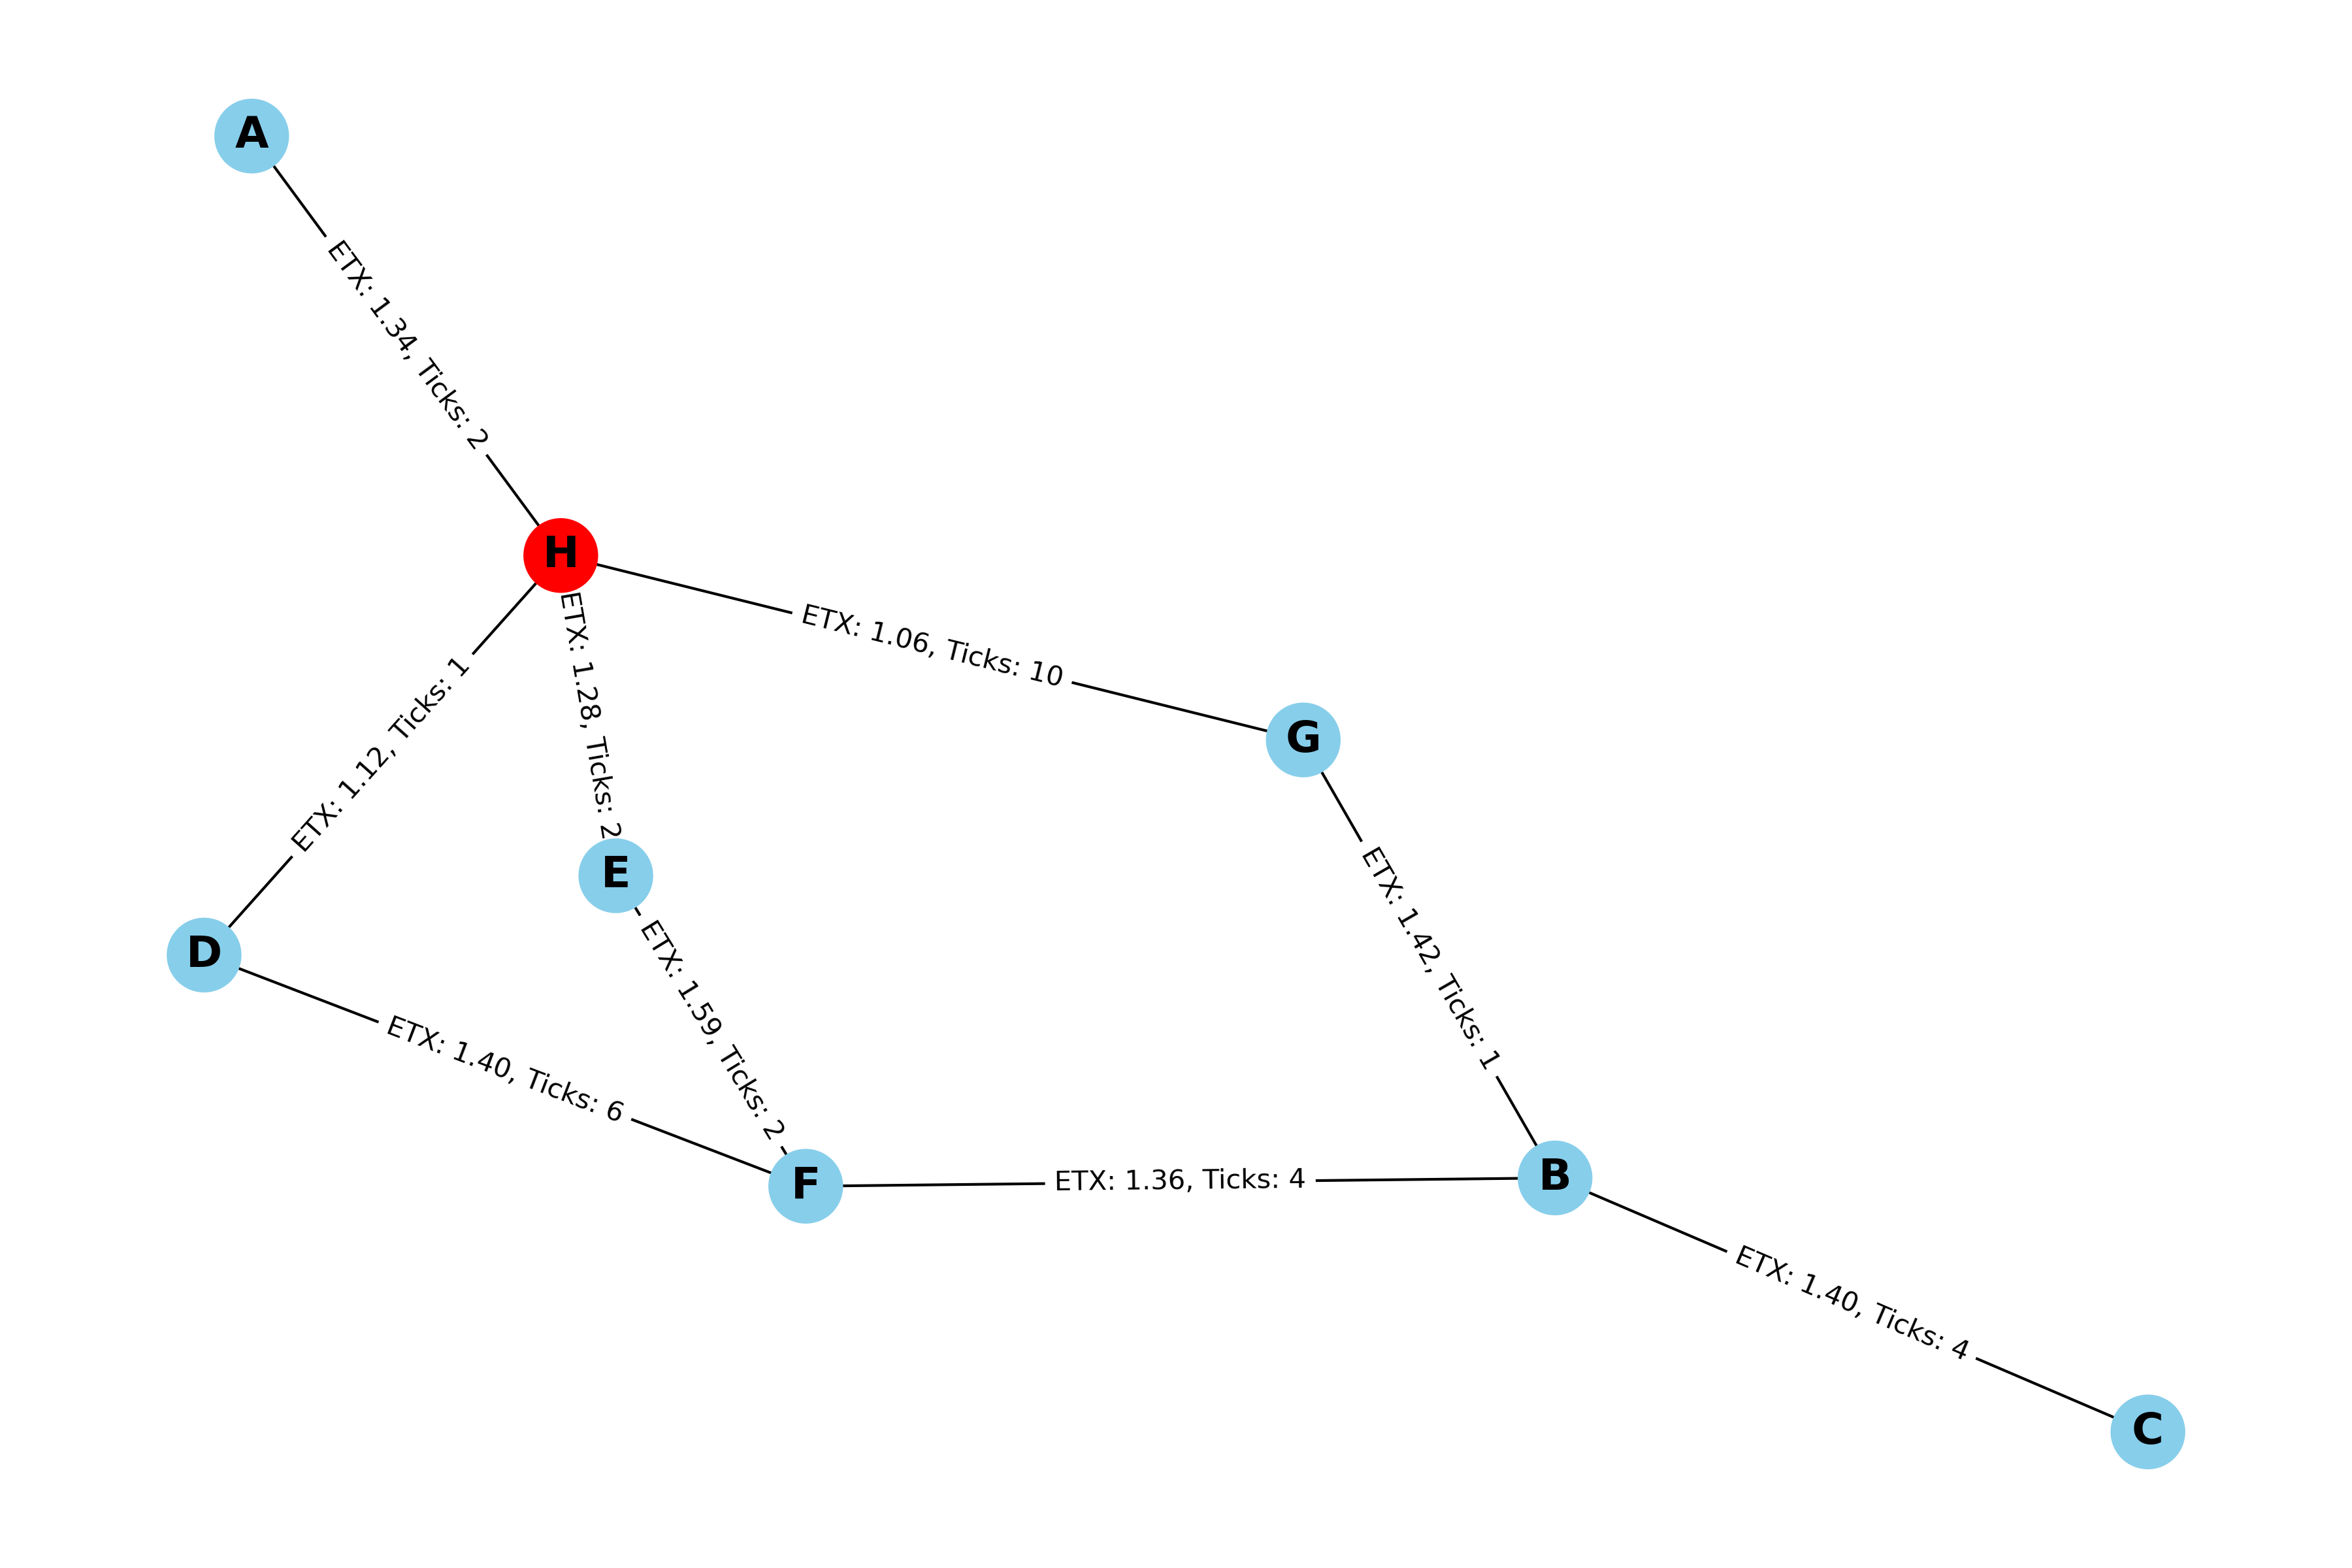 A
ETX: 1.34, Ticks: 2
H
ETX: 1.28, Ticks: 2
ETX: 1.06, Ticks: 10
ETX: 1.12, Ticks: 1
G
E
ETX: 1.42, Ticks: 1
D
ETX: 1.59, Ticks: 2
ETX: 1.40, Ticks: 6
F
ETX: 1.36, Ticks: 4
B
ETX: 1.40, Ticks: 4
C